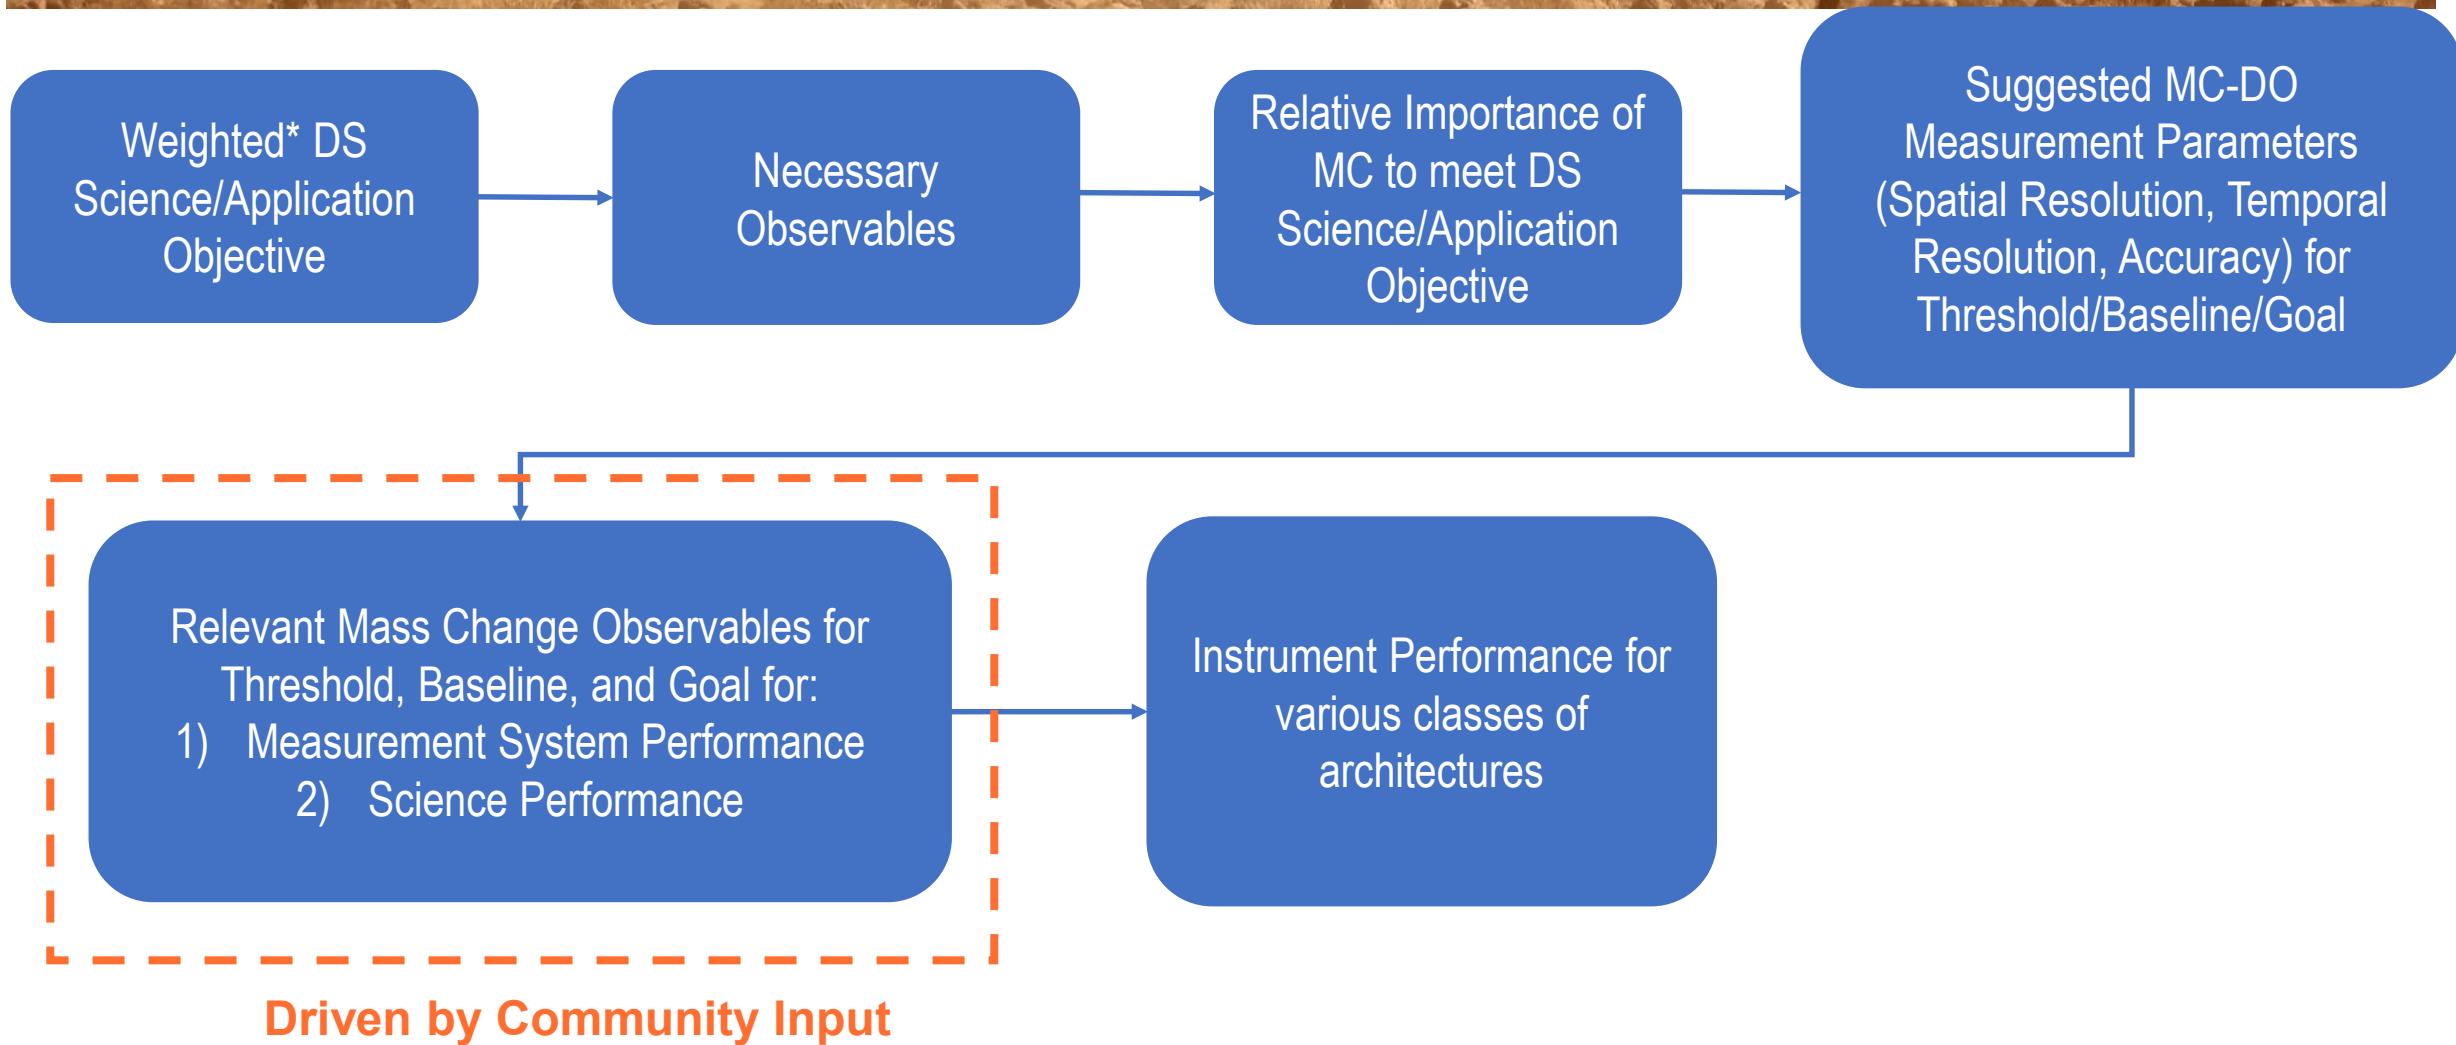 Weighted* DS
Science/Application
Objective
Necessary
Observables
Relative Importance of
MC to meet DS
Science/Application
Objective
Suggested MC-DO
Measurement Parameters
(Spatial Resolution, Temporal
Resolution, Accuracy) for
Threshold/Baseline/Goal
Relevant Mass Change Observables for
Threshold, Baseline, and Goal for:
1) Measurement System Performance
2) Science Performance
Instrument Performance for
various classes of
architectures
Driven by Community Input